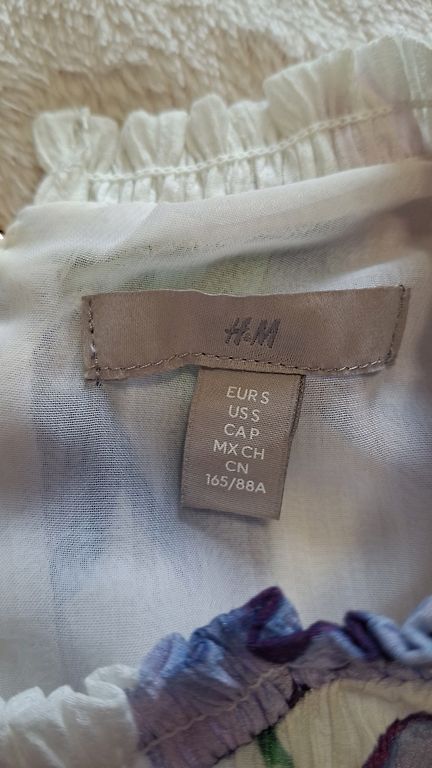 H&M
EUR S
US S
CA P
MX CH
CN
165/88A